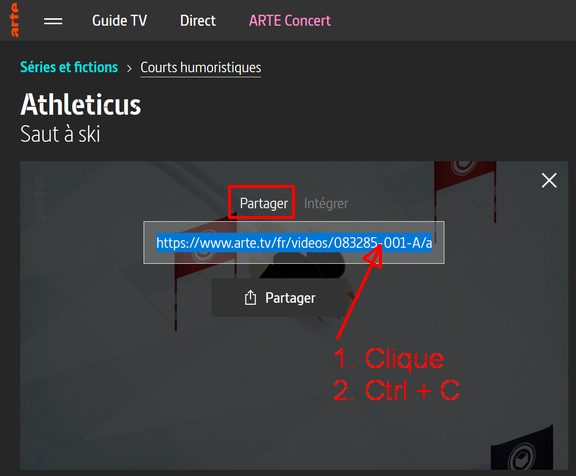 arte
Guide TV Direct ARTE Concert
Séries et fictions > Courts humoristiques
Athleticus
Saut à ski
arte
Partager Intégrer
https://www.arte.tv/fr/videos/083285-001-A/a
Partager
1. Clique
2. Ctrl + C